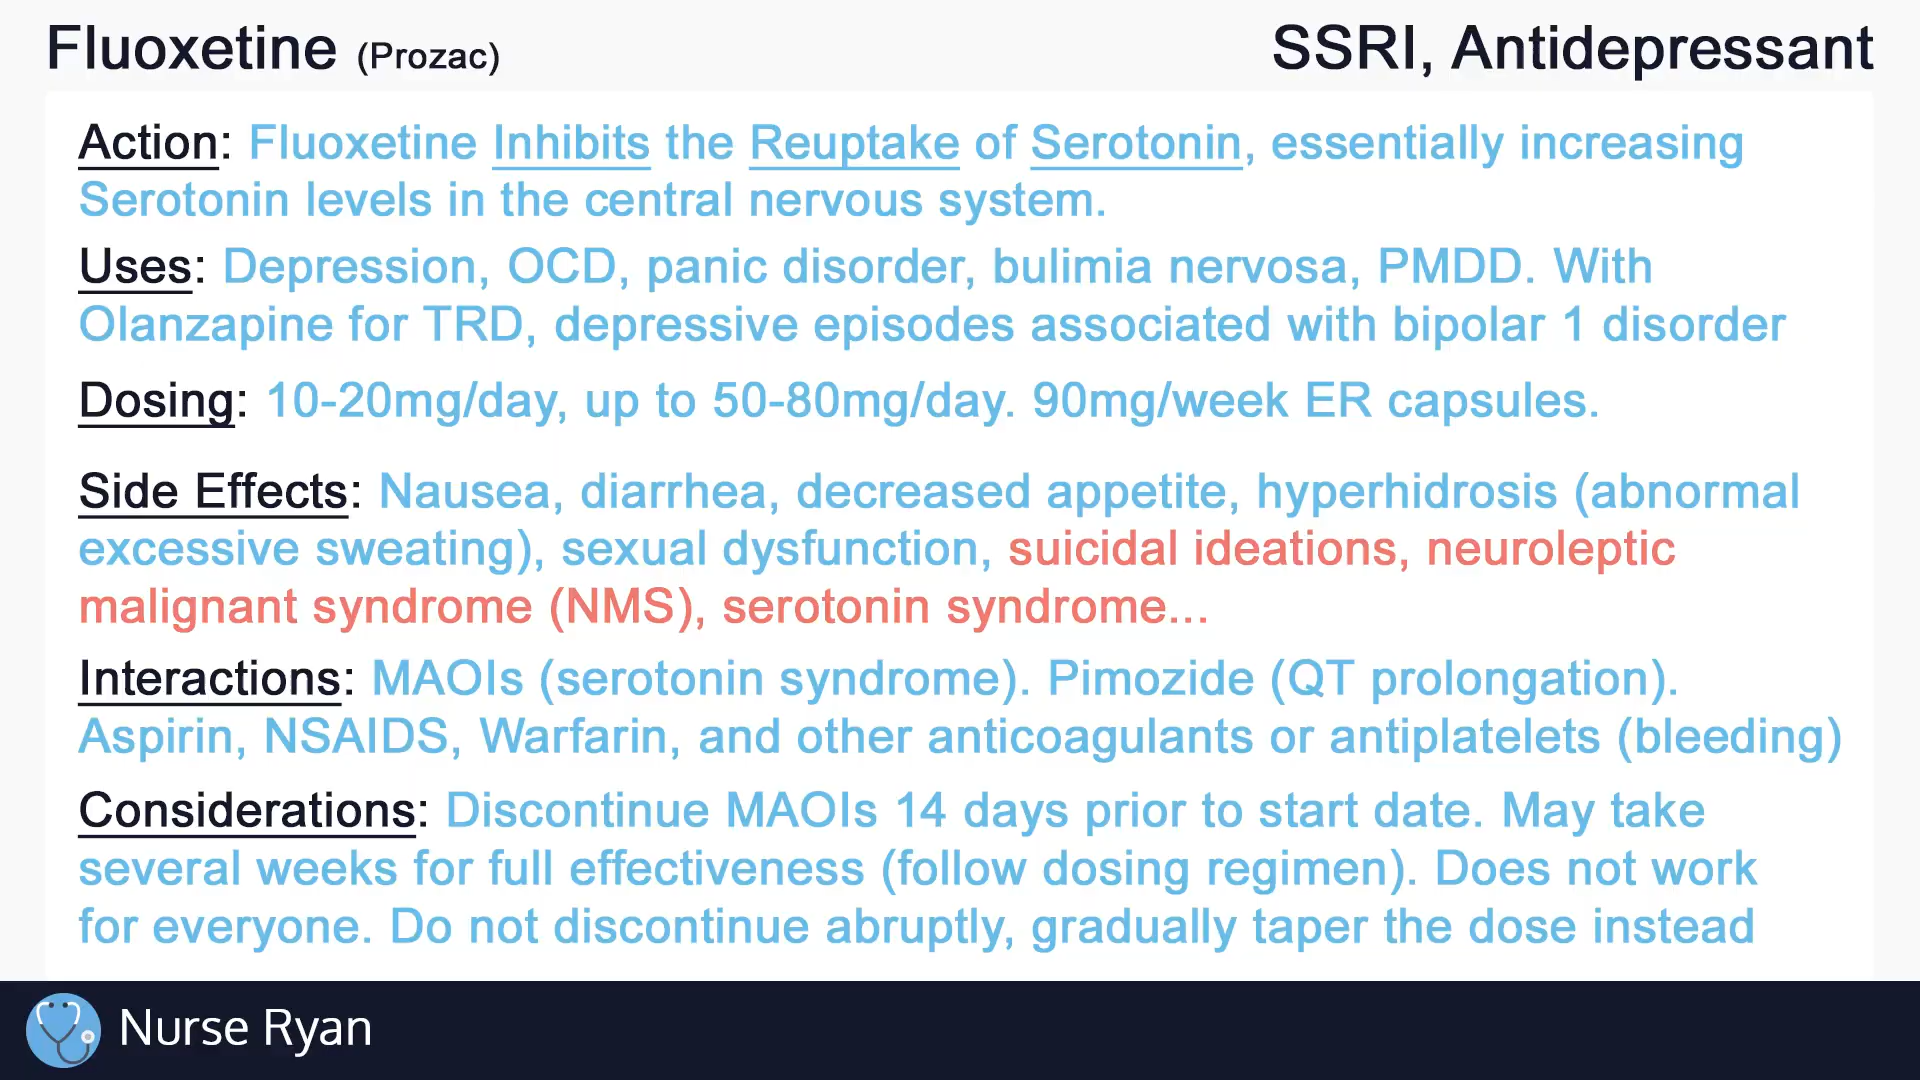 Fluoxetine (Prozac)
SSRI, Antidepressant
Action: Fluoxetine Inhibits the Reuptake of Serotonin, essentially increasing
Serotonin levels in the central nervous system.
Uses: Depression, OCD, panic disorder, bulimia nervosa, PMDD. With
Olanzapine for TRD, depressive episodes associated with bipolar 1 disorder
Dosing: 10-20mg/day, up to 50-80mg/day. 90mg/week ER capsules.
Side Effects: Nausea, diarrhea, decreased appetite, hyperhidrosis (abnormal
excessive sweating), sexual dysfunction, suicidal ideations, neuroleptic
malignant syndrome (NMS), serotonin syndrome...
Interactions: MAOIs (serotonin syndrome). Pimozide (QT prolongation).
Aspirin, NSAIDS, Warfarin, and other anticoagulants or antiplatelets (bleeding)
Considerations: Discontinue MAOIs 14 days prior to start date. May take
several weeks for full effectiveness (follow dosing regimen). Does not work
for everyone. Do not discontinue abruptly, gradually taper the dose instead
Nurse Ryan